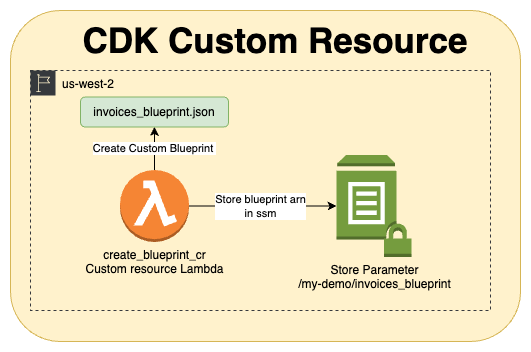 CDK Custom Resource
us-west-2
invoices_blueprint.json
Create Custom Blueprint
Store blueprint arn
in ssm
create_blueprint_cr
Custom resource Lambda
Store Parameter
/my-demo/invoices_blueprint